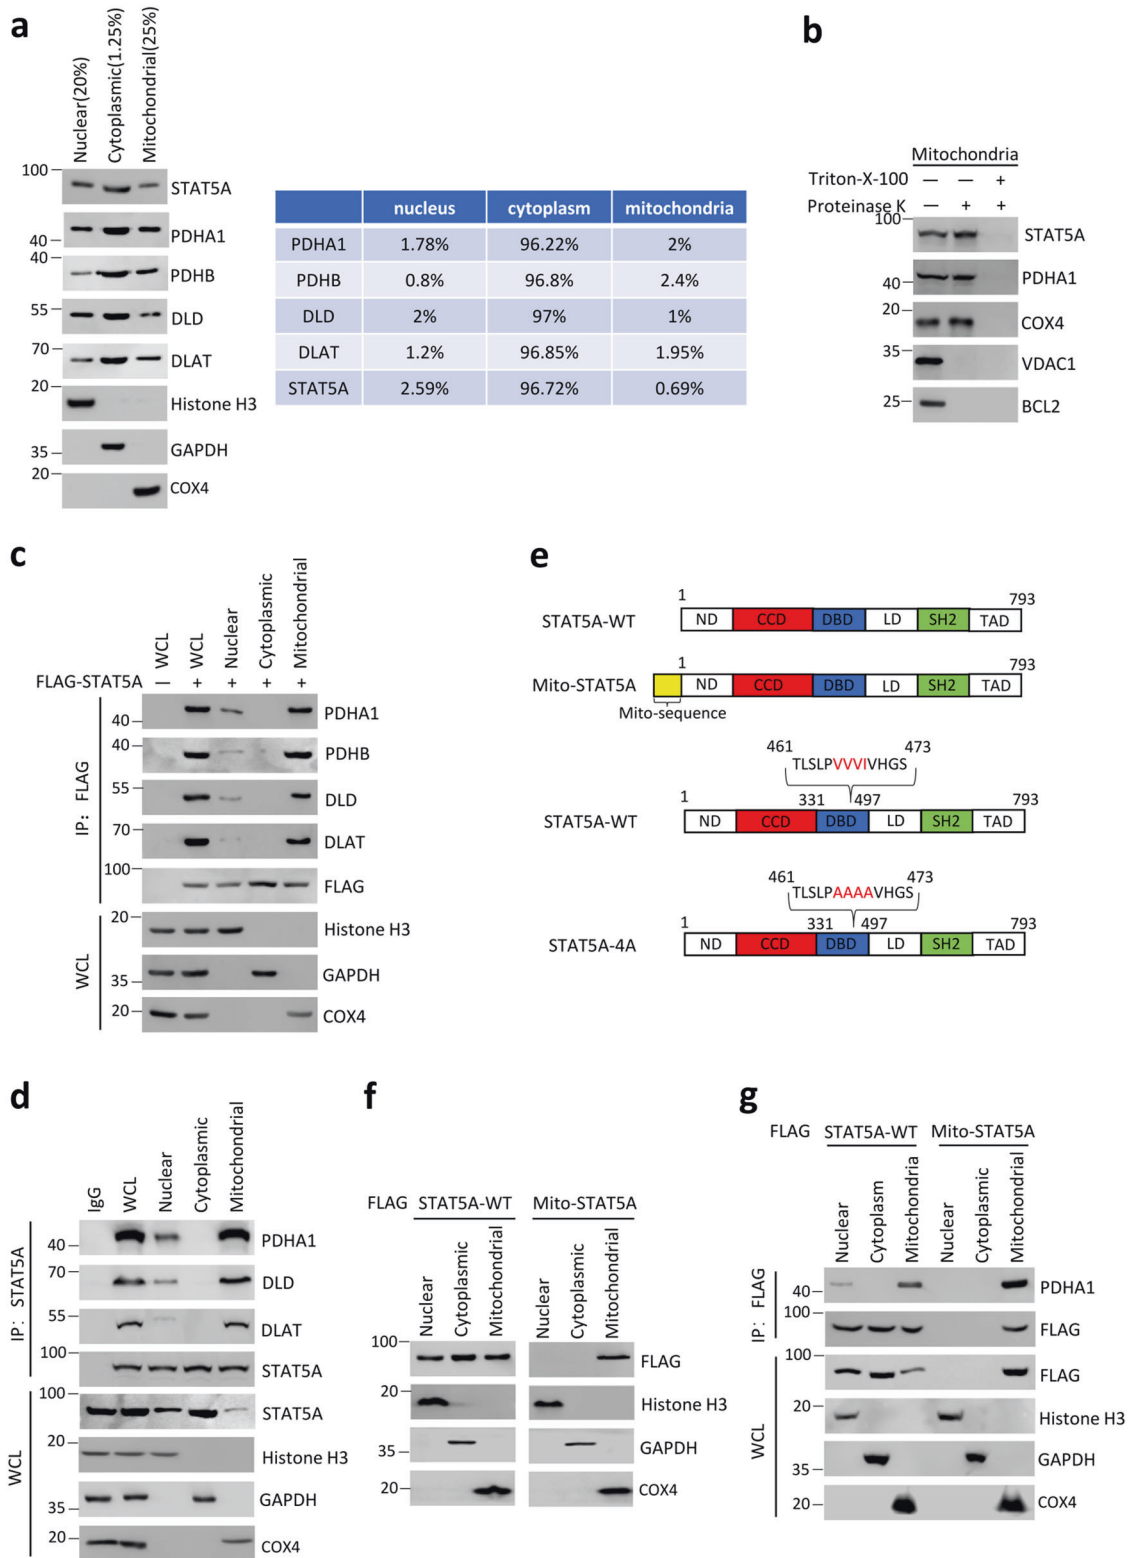 a
Nuclear(20%)
Cytoplasmic(1.25%)
Mitochondrial(25%)
100
STAT5A
40
PDHA1
40
PDHB
55
DLD
70
DLAT
20
Histone H3
35
GAPDH
20
COX4
nucleus cytoplasm mitochondria
PDHA1 1.78% 96.22% 2%
PDHB 0.8% 96.8% 2.4%
DLD 2% 97% 1%
DLAT 1.2% 96.85% 1.95%
STAT5A 2.59% 96.72% 0.69%
b
Mitochondria
Triton-X-100 — — +
Proteinase K — + +
100
STAT5A
40
PDHA1
20
COX4
35
VDAC1
25
BCL2
c
WCL
WCL
Nuclear
Cytoplasmic
Mitochondrial
FLAG-STAT5A — + + + +
IP: FLAG
40
PDHA1
40
PDHB
55
DLD
70
DLAT
100
FLAG
WCL
20
Histone H3
35
GAPDH
20
COX4
e
1 793
STAT5A-WT ND CCD DBD LD SH2 TAD
1 793
Mito-STAT5A ND CCD DBD LD SH2 TAD
Mito-sequence
461 473
TLSLPVVVIVHGS
1 331 497 793
STAT5A-WT ND CCD DBD LD SH2 TAD
461 473
TLSLPAAAAVHGS
1 331 497 793
STAT5A-4A ND CCD DBD LD SH2 TAD
d
IgG
WCL
Nuclear
Cytoplasmic
Mitochondrial
IP: STAT5A
40
PDHA1
70
DLD
55
DLAT
100
STAT5A
WCL
100
STAT5A
20
Histone H3
35
GAPDH
20
COX4
f
FLAG STAT5A-WT Mito-STAT5A
Nuclear
Cytoplasmic
Mitochondrial
Nuclear
Cytoplasmic
Mitochondrial
100
FLAG
20
Histone H3
35
GAPDH
20
COX4
g
FLAG STAT5A-WT Mito-STAT5A
Nuclear
Cytoplasm
Mitochondria
Nuclear
Cytoplasmic
Mitochondrial
IP: FLAG
40
PDHA1
100
FLAG
WCL
100
FLAG
20
Histone H3
35
GAPDH
20
COX4